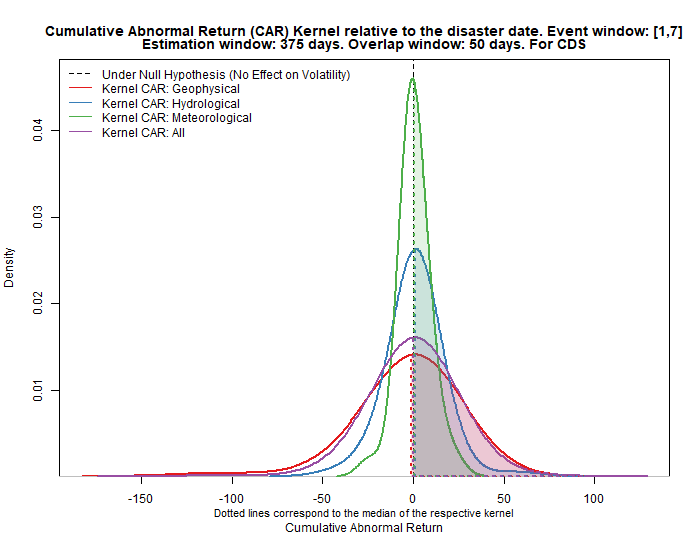 Cumulative Abnormal Return (CAR) Kernel relative to the disaster date. Event window: [1,7]
Estimation window: 375 days. Overlap window: 50 days. For CDS
Under Null Hypothesis (No Effect on Volatility)
Kernel CAR: Geophysical
Kernel CAR: Hydrological
Kernel CAR: Meteorological
Kernel CAR: All
Density
0.04
0.03
0.02
0.01
-150 -100 -50 0 50 100
Dotted lines correspond to the median of the respective kernel
Cumulative Abnormal Return